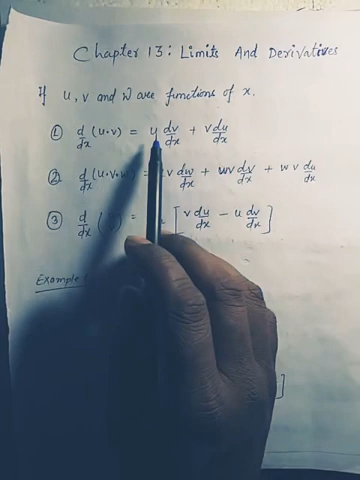 Chapter 13: Limits And Derivatives
If u, v and w are functions of x.
① d/dx (u·v) = u dv/dx + v du/dx
② d/dx (u·v·w) = uv dw/dx + uw dv/dx + w v du/dx
③ d/dx ( = [v du/dx - u dv/dx]
Example
]